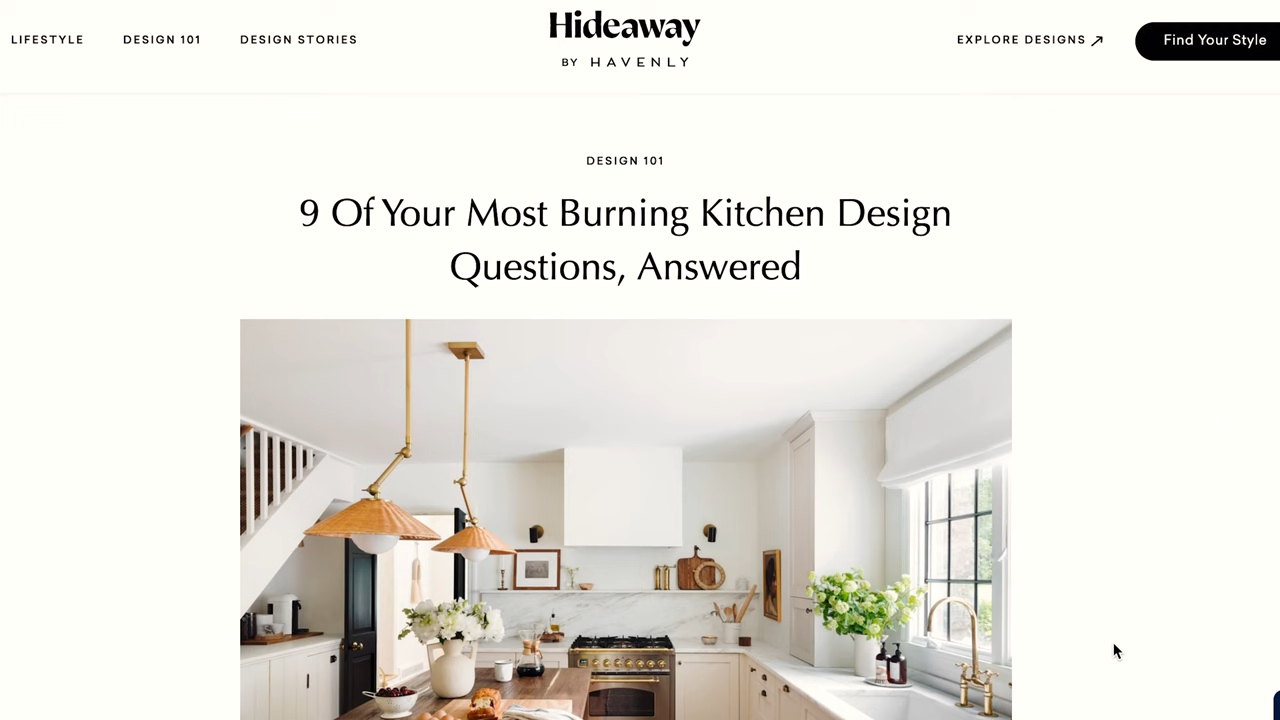 LIFESTYLE
DESIGN 101
DESIGN STORIES
Hideaway
BY HAVENLY
EXPLORE DESIGNS
Find Your Style
DESIGN 101
9 Of Your Most Burning Kitchen Design
Questions, Answered